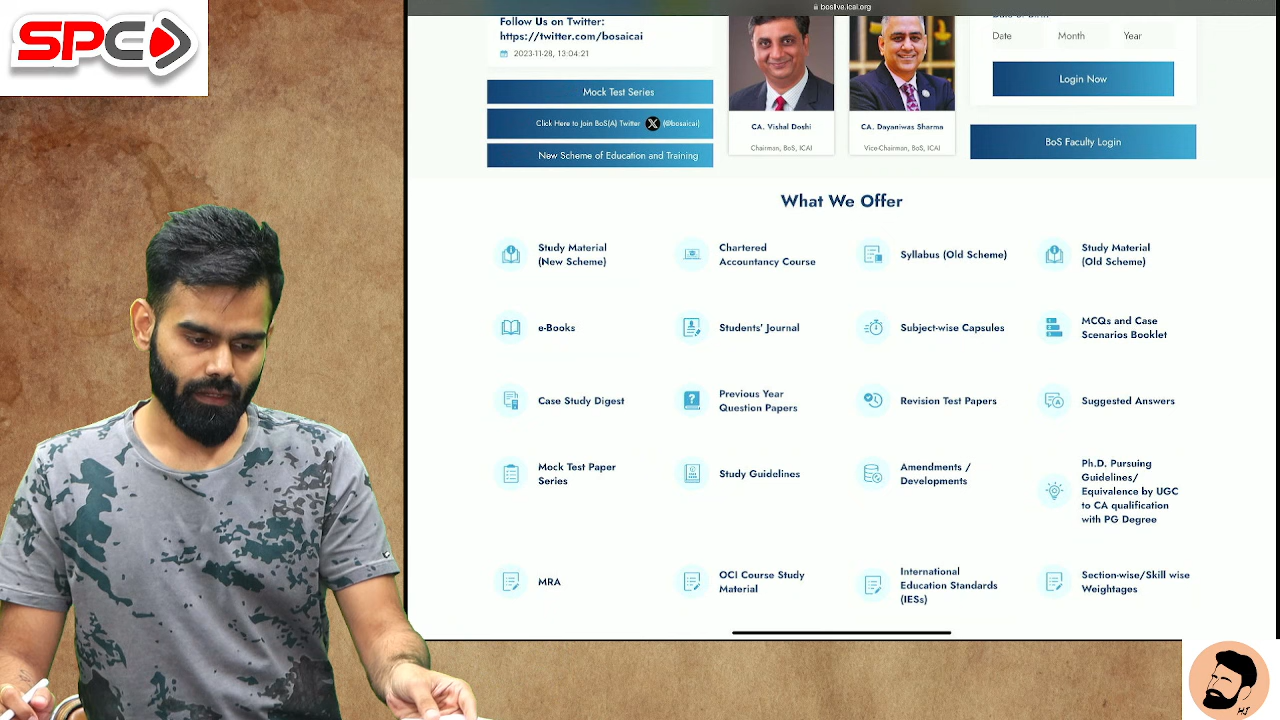 SPC
boslive.icai.org
Follow Us on Twitter:
https://twitter.com/bosaicai
2023-11-28, 13:04:21
Mock Test Series
Click Here to Join BoS(A) Twitter X (@bosaicai)
New Scheme of Education and Training
CA. Vishal Doshi
Chairman, BoS, ICAI
CA. Dayaniwas Sharma
Vice-Chairman, BoS, ICAI
Date Month Year
Login Now
BoS Faculty Login
What We Offer
Study Material
(New Scheme)
Chartered
Accountancy Course
Syllabus (Old Scheme)
Study Material
(Old Scheme)
e-Books
Students' Journal
Subject-wise Capsules
MCQs and Case
Scenarios Booklet
Case Study Digest
Previous Year
Question Papers
Revision Test Papers
Suggested Answers
Mock Test Paper
Series
Study Guidelines
Amendments /
Developments
Ph.D. Pursuing
Guidelines/
Equivalence by UGC
to CA qualification
with PG Degree
MRA
OCI Course Study
Material
International
Education Standards
(IESs)
Section-wise/Skill wise
Weightages